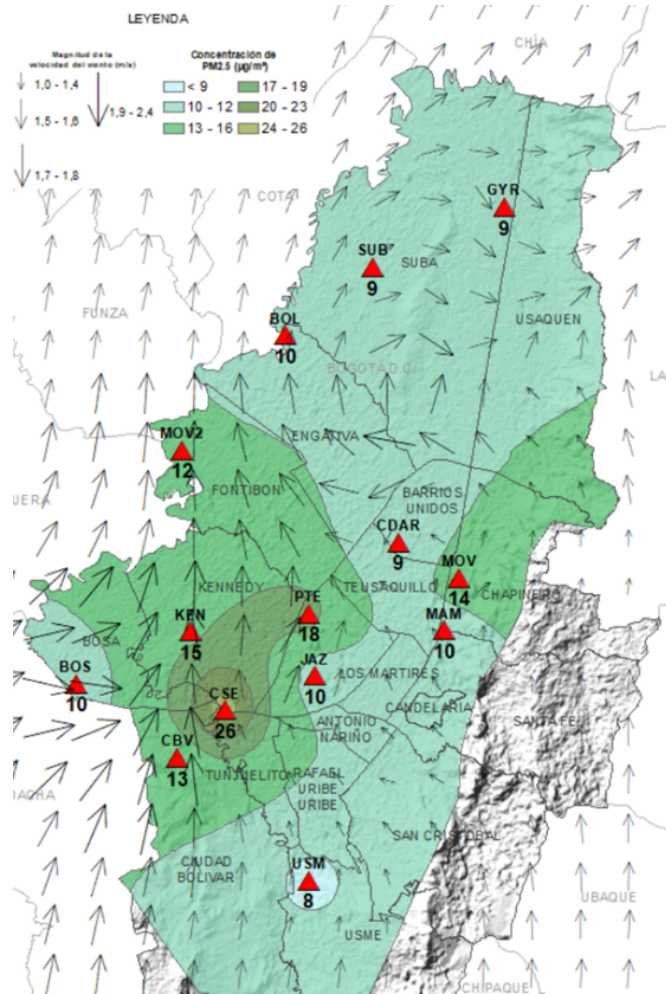 LEYENDA
Magnitud de la
velocidad del viento (m/s)
1,0 - 1,4
1,5 - 1,6
1,7 - 1,8
1,9 - 2,4
Concentración de
PM2.5 (µg/m³)
< 9
10 - 12
13 - 16
17 - 19
20 - 23
24 - 26
CHÍA
COTA
GYR
9
SUB
9
SUBA
FUNZA
BOL
10
USAQUEN
BOGOTÁ D.C.
LA
MOV2
12
ENGATIVA
FONTIBON
BARRIOS
UNIDOS
UERA
CDAR
9
MOV
14
TEUSAQUILLO
CHAPINERO
KENNEDY
PTE
18
MAM
10
KEN
15
BOSA
BOS
10
JAZ
10
LOS MARTIRES
CSE
26
CANDELARIA
SANTA FE
ANTONIO
NARIÑO
CBV
13
TUNJUELITO
RAFAEL
URIBE
URIBE
OACHA
SAN CRISTOBAL
CIUDAD
BOLIVAR
USM
8
UBAQUE
USME
CHIPAQUE